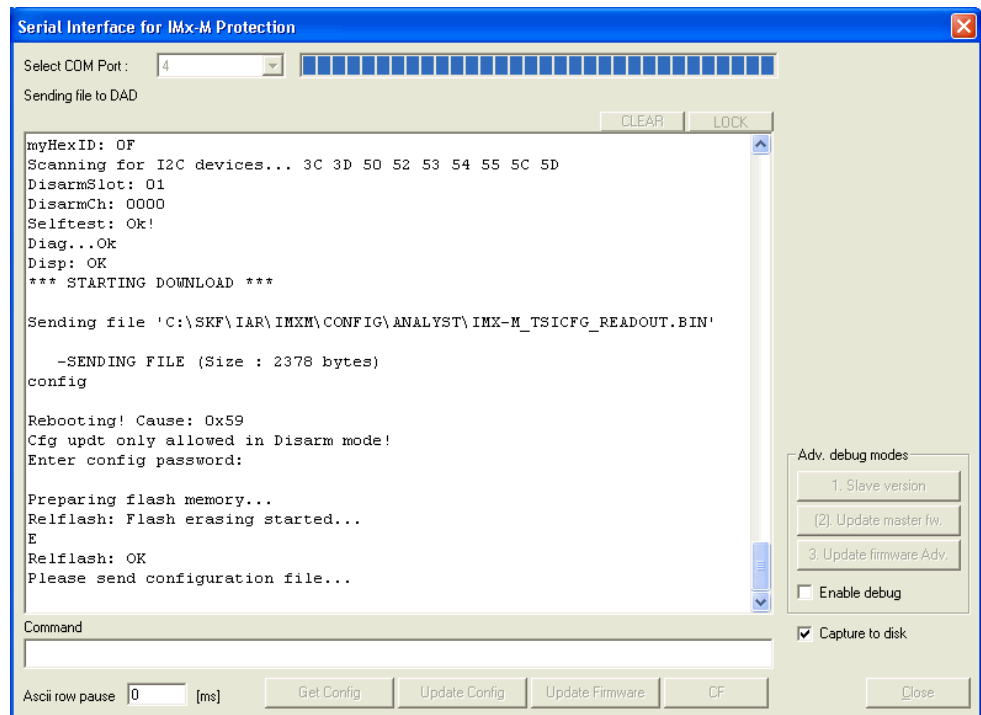 Serial Interface for IMx-M Protection
Select COM Port :
4
Sending file to DAD
CLEAR
LOCK
myHexID: 0F
Scanning for I2C devices... 3C 3D 50 52 53 54 55 5C 5D
DisarmSlot: 01
DisarmCh: 0000
Selftest: Ok!
Diag...Ok
Disp: OK
*** STARTING DOWNLOAD ***
Sending file 'C:\SKF\IAR\IMXM\CONFIG\ANALYST\IMX-M_TSICFG_READOUT.BIN'
-SENDING FILE (Size : 2378 bytes)
config
Rebooting! Cause: 0x59
Cfg updt only allowed in Disarm mode!
Enter config password:
Preparing flash memory...
Relflash: Flash erasing started...
E
Relflash: OK
Please send configuration file...
Adv. debug modes
1. Slave version
(2). Update master fw.
3. Update firmware Adv.
Enable debug
Command
Capture to disk
Ascii row pause
0
[ms]
Get Config
Update Config
Update Firmware
CF
Close